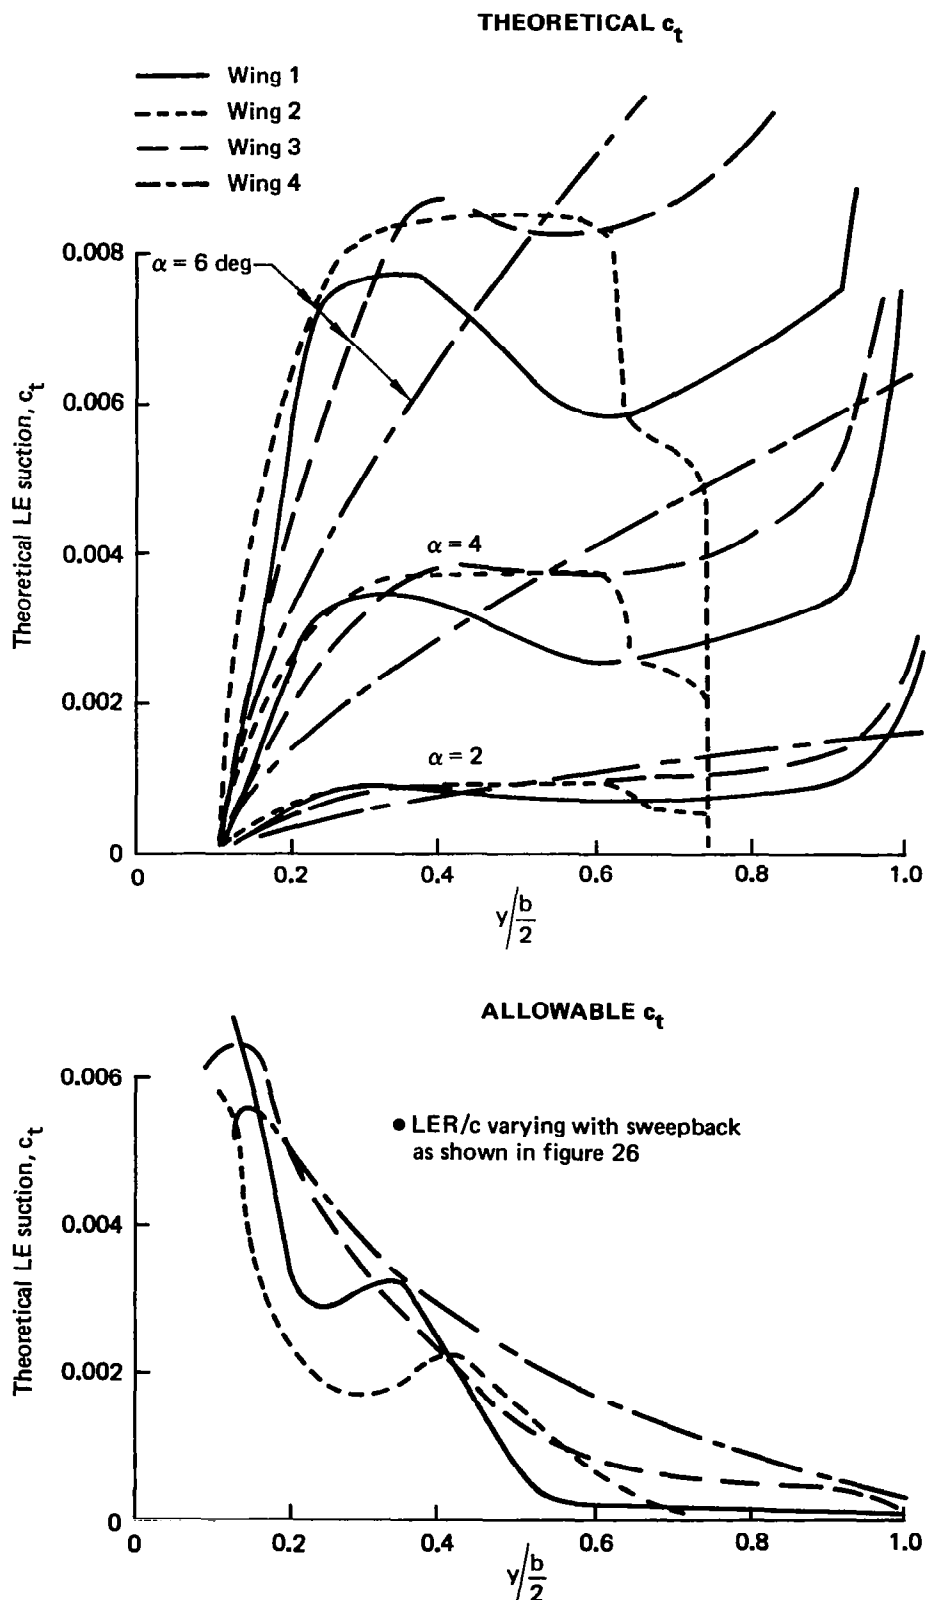 THEORETICAL c_t
Wing 1
Wing 2
Wing 3
Wing 4
Theoretical LE suction, c_t
0.008
0.006
0.004
0.002
0
α = 6 deg
α = 4
α = 2
0
0.2
0.4
0.6
0.8
1.0
y/b/2
ALLOWABLE c_t
Theoretical LE suction, c_t
0.006
0.004
0.002
0
● LER/c varying with sweepback
as shown in figure 26
0
0.2
0.4
0.6
0.8
1.0
y/b/2